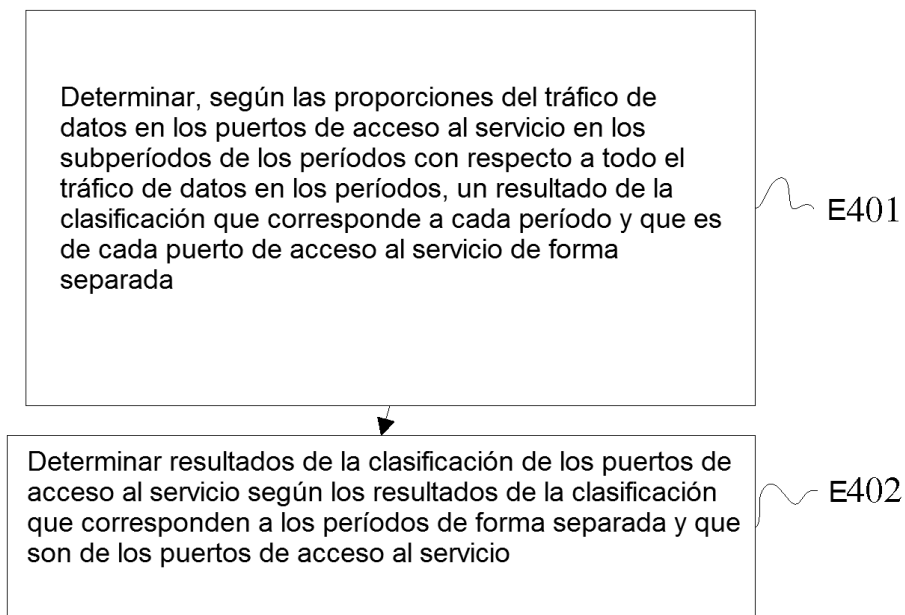 Determinar, según las proporciones del tráfico de
datos en los puertos de acceso al servicio en los
subperíodos de los períodos con respecto a todo el
tráfico de datos en los períodos, un resultado de la
clasificación que corresponde a cada período y que es
de cada puerto de acceso al servicio de forma
separada
E401
Determinar resultados de la clasificación de los puertos de
acceso al servicio según los resultados de la clasificación
que corresponden a los períodos de forma separada y que
son de los puertos de acceso al servicio
E402